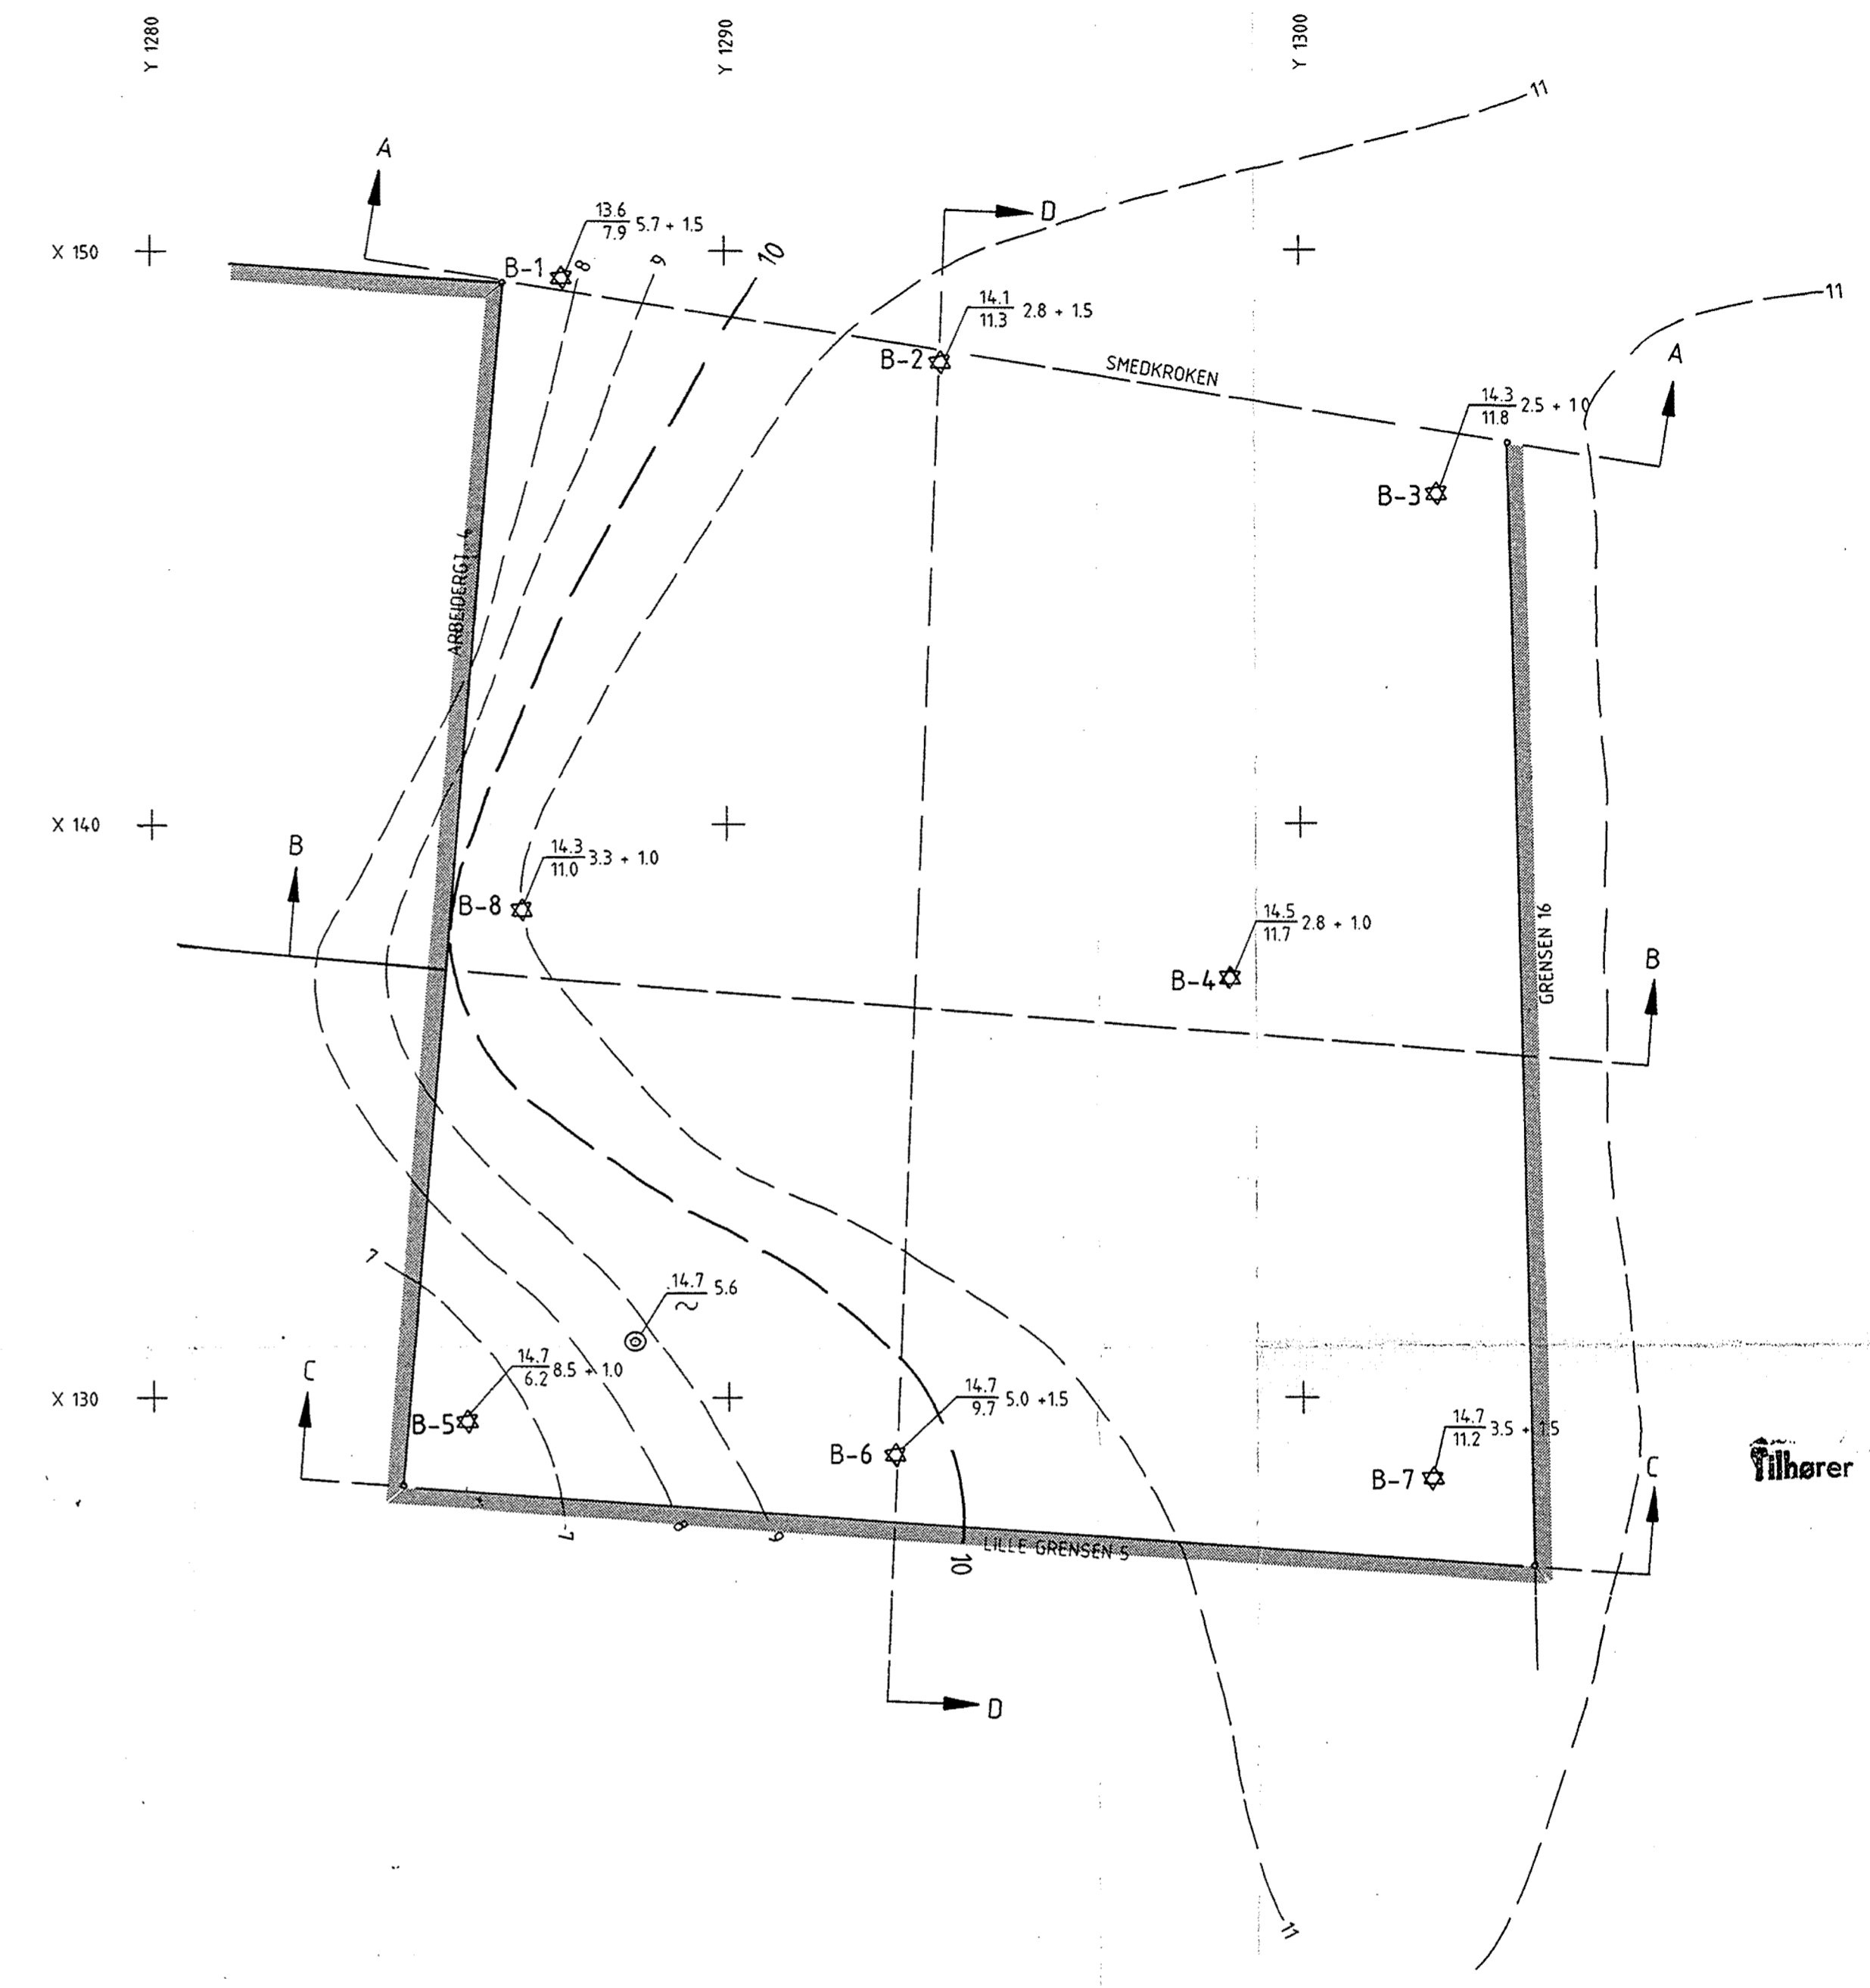 Y 1280
Y 1290
Y 1300
11
A
D
13.6
7.9
5.7 + 1.5
X 150
B-1
8
9
10
14.1
11.3
2.8 + 1.5
11
B-2
SMEDKROKEN
A
14.3
11.8
2.5 + 1.0
B-3
ARBEIDERGT. 4
X 140
B
14.3
11.0
3.3 + 1.0
B-8
14.5
11.7
2.8 + 1.0
GRENSEN 16
B
B-4
7
14.7
5.6
C
14.7
6.2
8.5 + 1.0
X 130
14.7
9.7
5.0 +1.5
B-5
B-6
14.7
11.2
3.5 + 1.5
B-7
C
Tilhører
7
8
9
10
LILLE GRENSEN 5
D
11